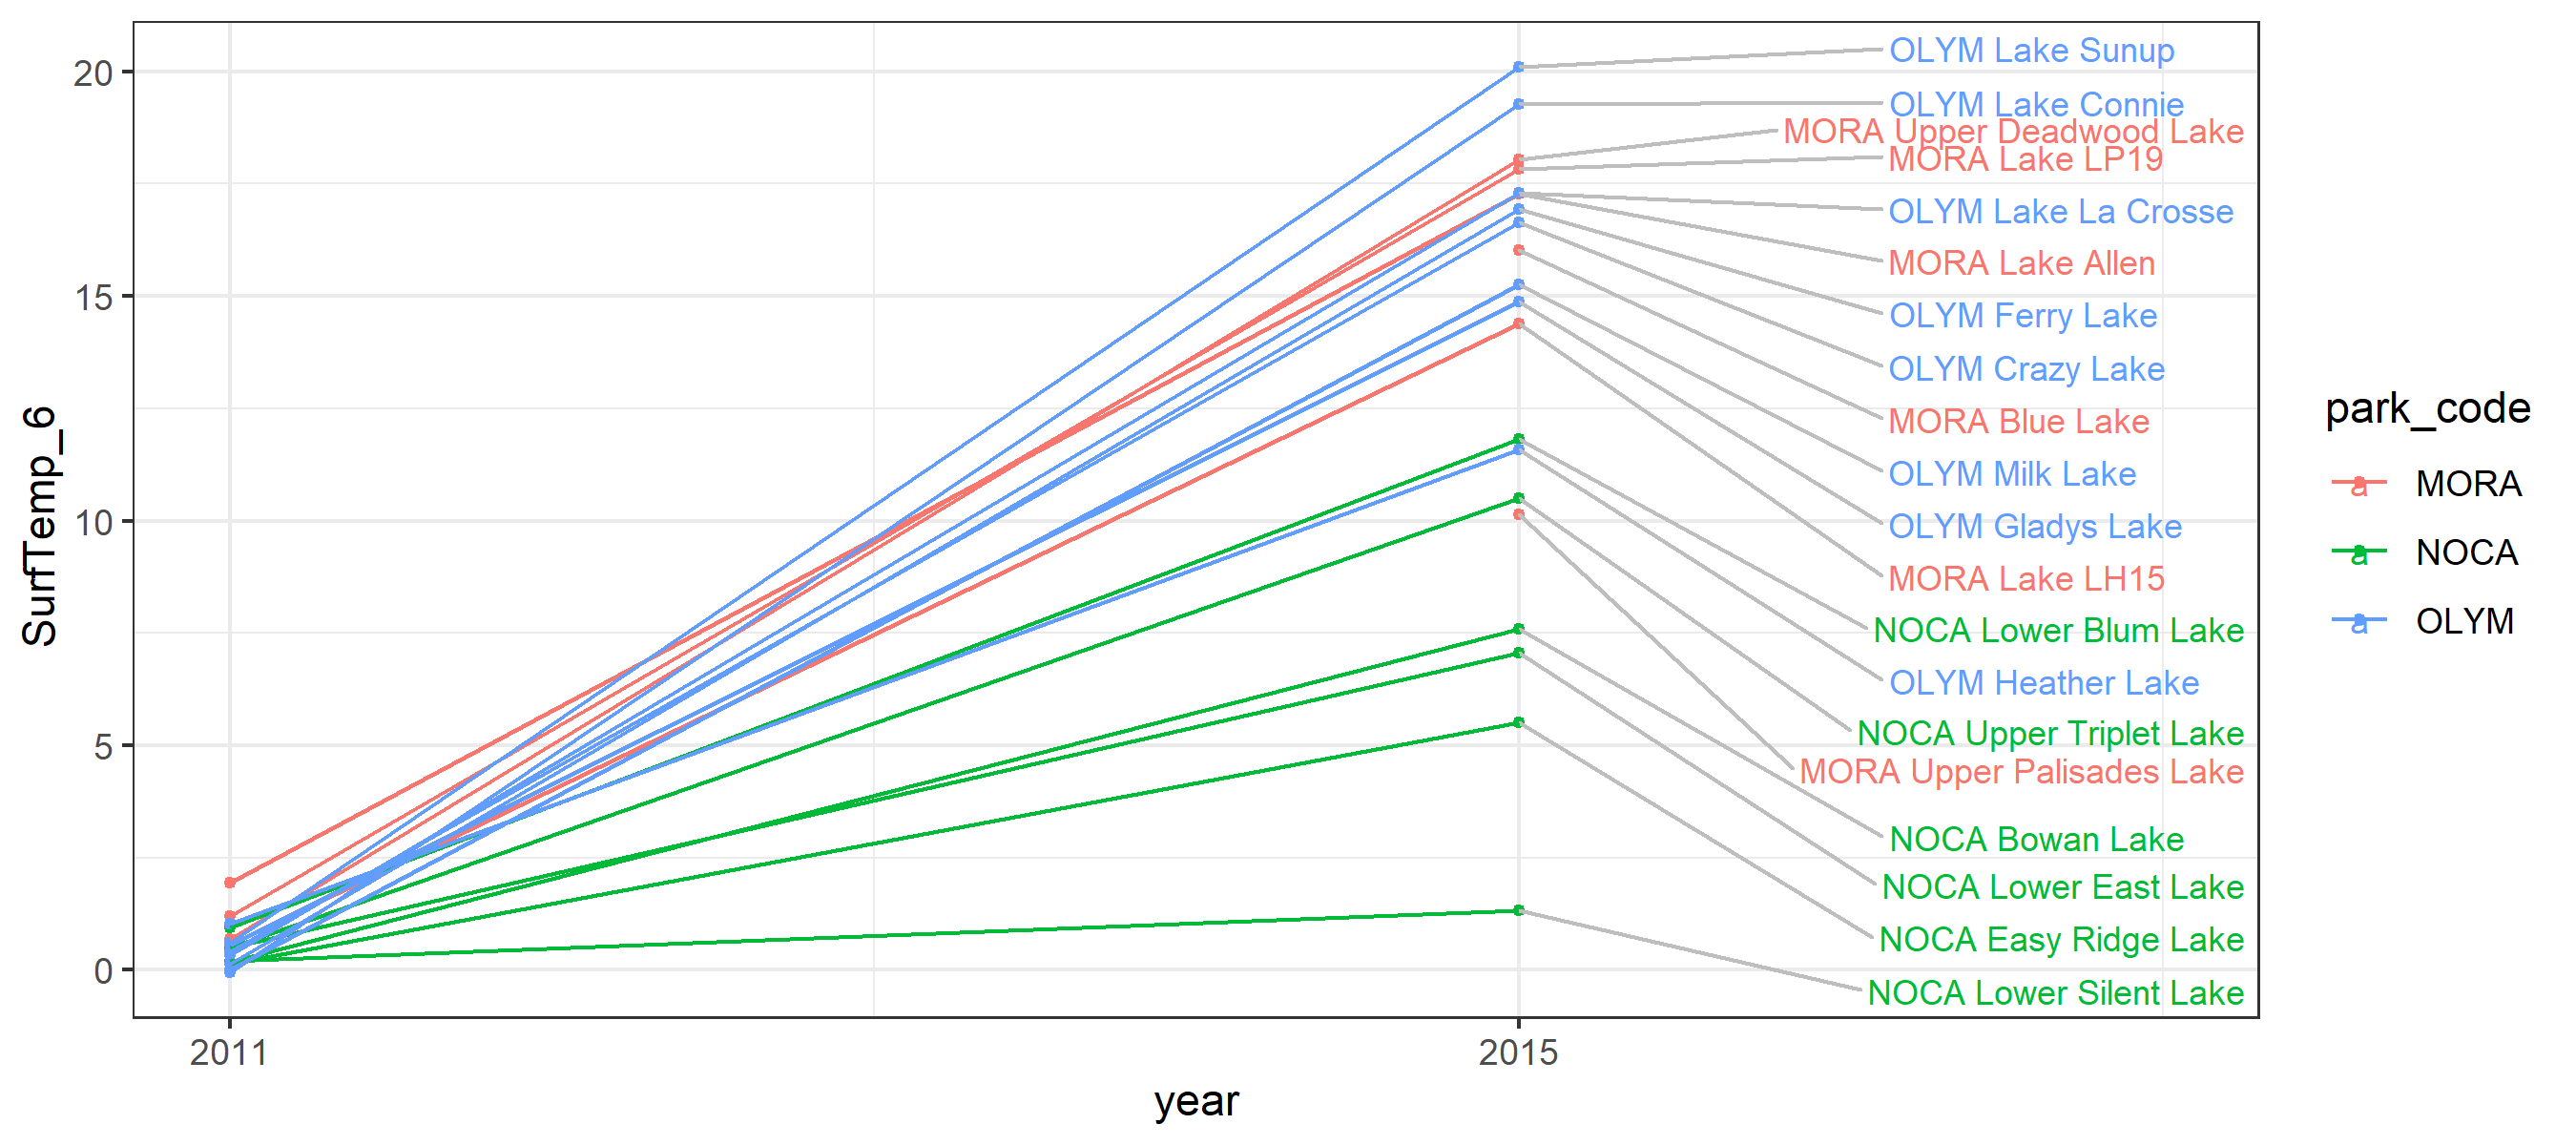 SurfTemp_6
20
15
10
5
0
OLYM Lake Sunup
OLYM Lake Connie
MORA Upper Deadwood Lake
MORA Lake LP19
OLYM Lake La Crosse
MORA Lake Allen
OLYM Ferry Lake
OLYM Crazy Lake
MORA Blue Lake
OLYM Milk Lake
OLYM Gladys Lake
MORA Lake LH15
NOCA Lower Blum Lake
OLYM Heather Lake
NOCA Upper Triplet Lake
MORA Upper Palisades Lake
NOCA Bowan Lake
NOCA Lower East Lake
NOCA Easy Ridge Lake
NOCA Lower Silent Lake
2011
2015
year
park_code
a MORA
a NOCA
a OLYM